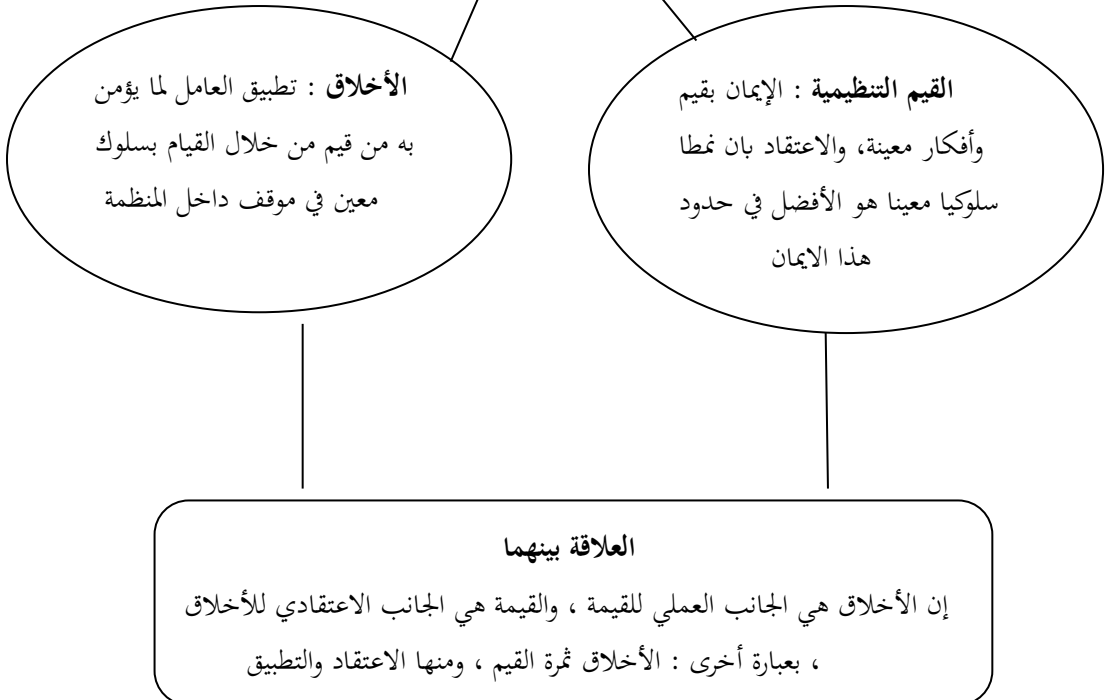 القيم التنظيمية : الإيمان بقيم
وأفكار معينة، والاعتقاد بان نمطا
سلوكيا معينا هو الأفضل في حدود
هذا الايمان
الأخلاق : تطبيق العامل لما يؤمن
به من قيم من خلال القيام بسلوك
معين في موقف داخل المنظمة
العلاقة بينهما
إن الأخلاق هي الجانب العملي للقيمة ، والقيمة هي الجانب الاعتقادي للأخلاق
، بعبارة أخرى : الأخلاق ثمرة القيم ، ومنها الاعتقاد والتطبيق